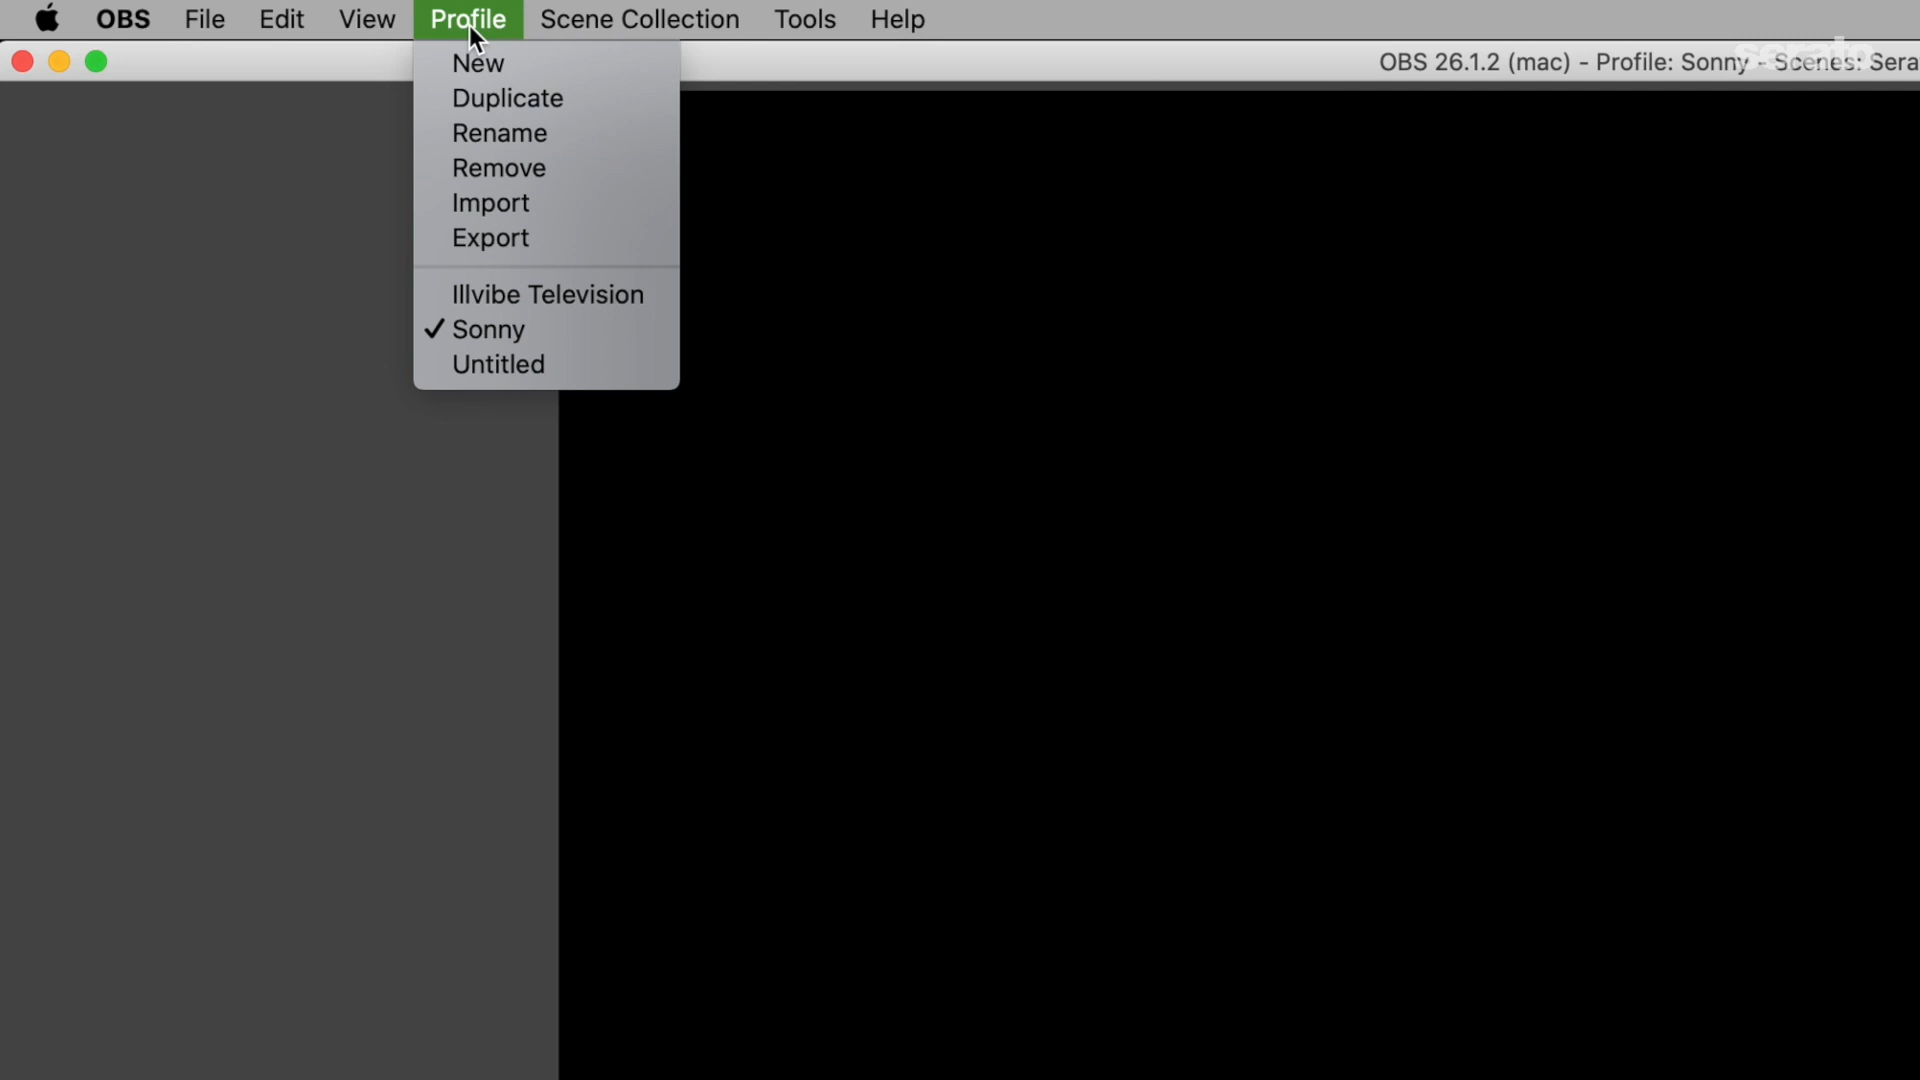 OBS File Edit View Profile Scene Collection Tools Help
OBS 26.1.2 (mac) - Profile: Sonny - Scenes: Sera
serato
New
Duplicate
Rename
Remove
Import
Export
Illvibe Television
✓ Sonny
Untitled